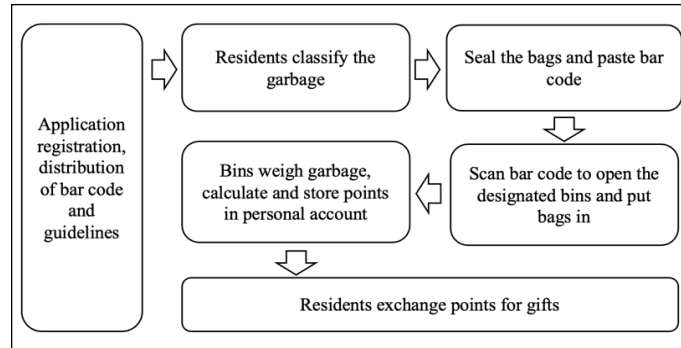 Application
registration,
distribution
of bar code
and
guidelines
Residents classify the
garbage
Seal the bags and paste bar
code
Scan bar code to open the
designated bins and put
bags in
Bins weigh garbage,
calculate and store points
in personal account
Residents exchange points for gifts